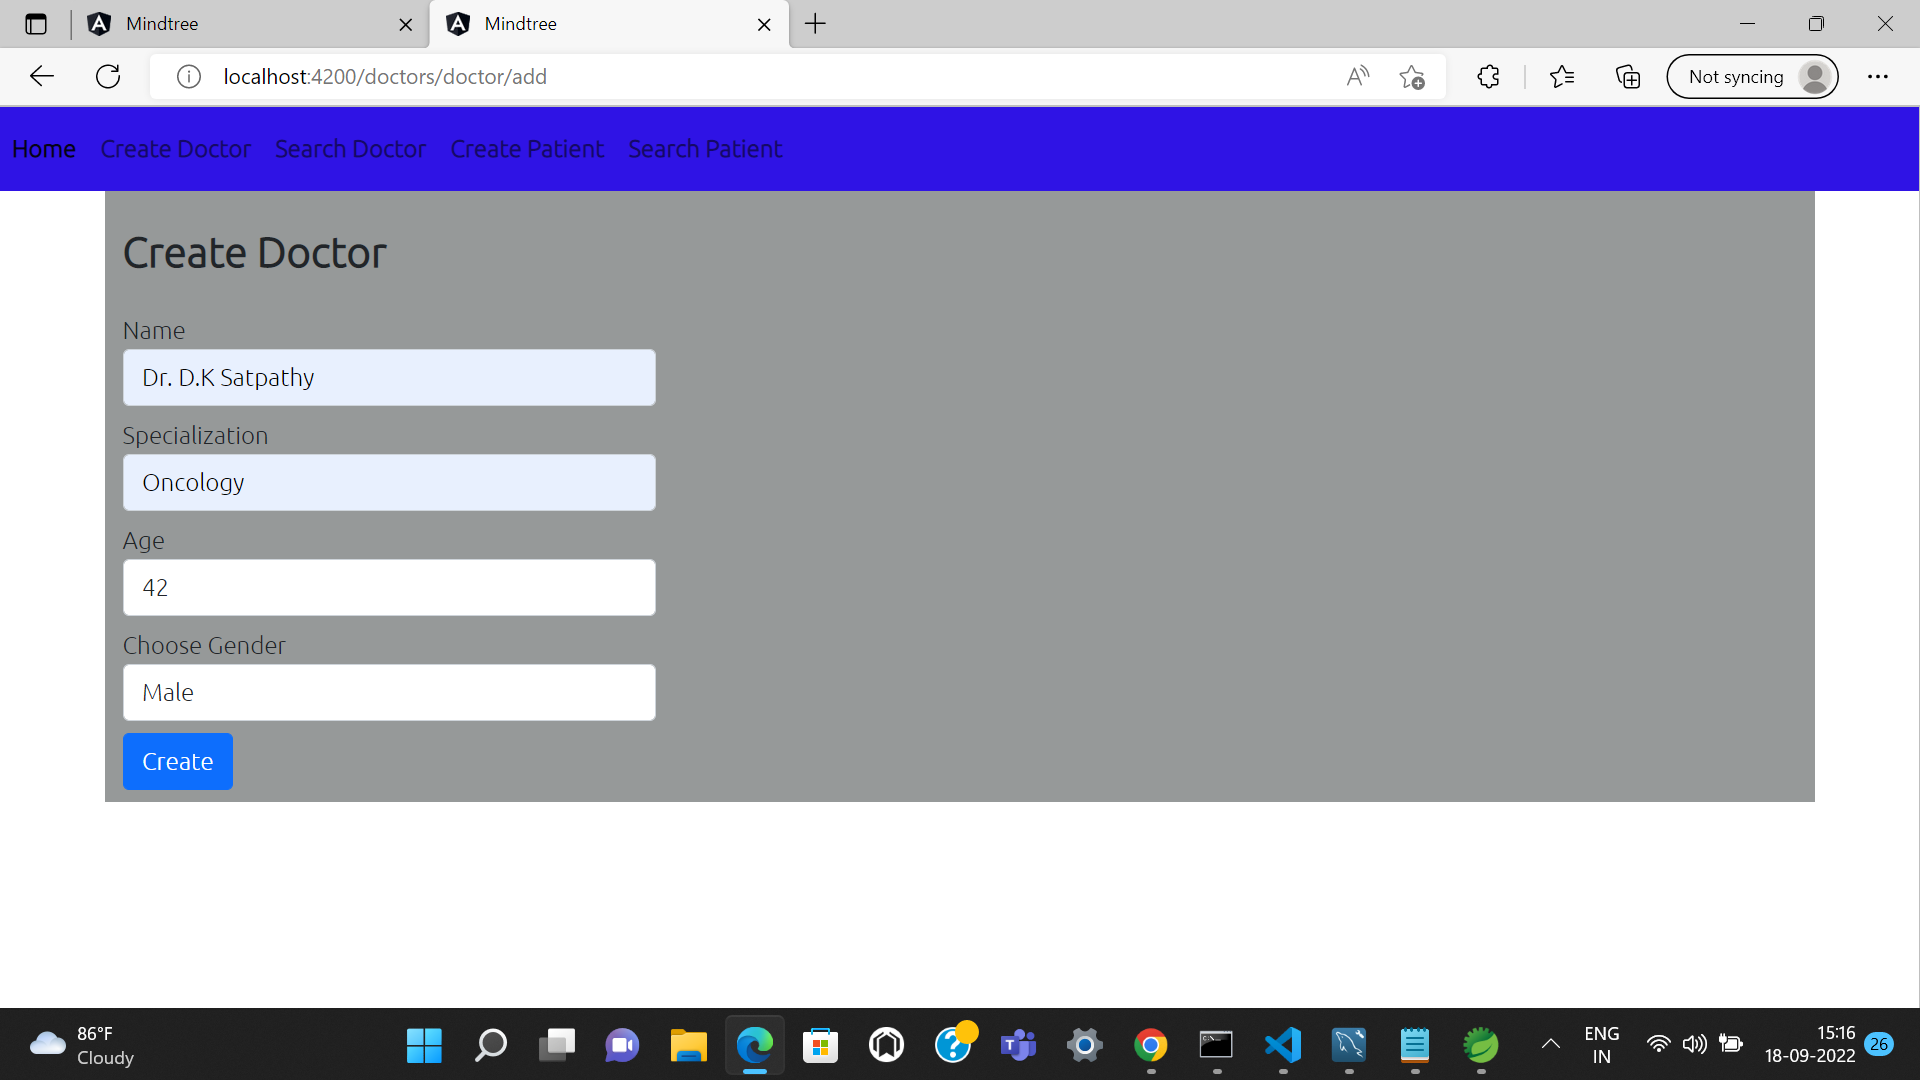 Mindtree
Mindtree
localhost:4200/doctors/doctor/add
Not syncing
Home Create Doctor Search Doctor Create Patient Search Patient
Create Doctor
Name
Dr. D.K Satpathy
Specialization
Oncology
Age
42
Choose Gender
Male
Create
86°F
Cloudy
ENG
IN
15:16
18-09-2022
26